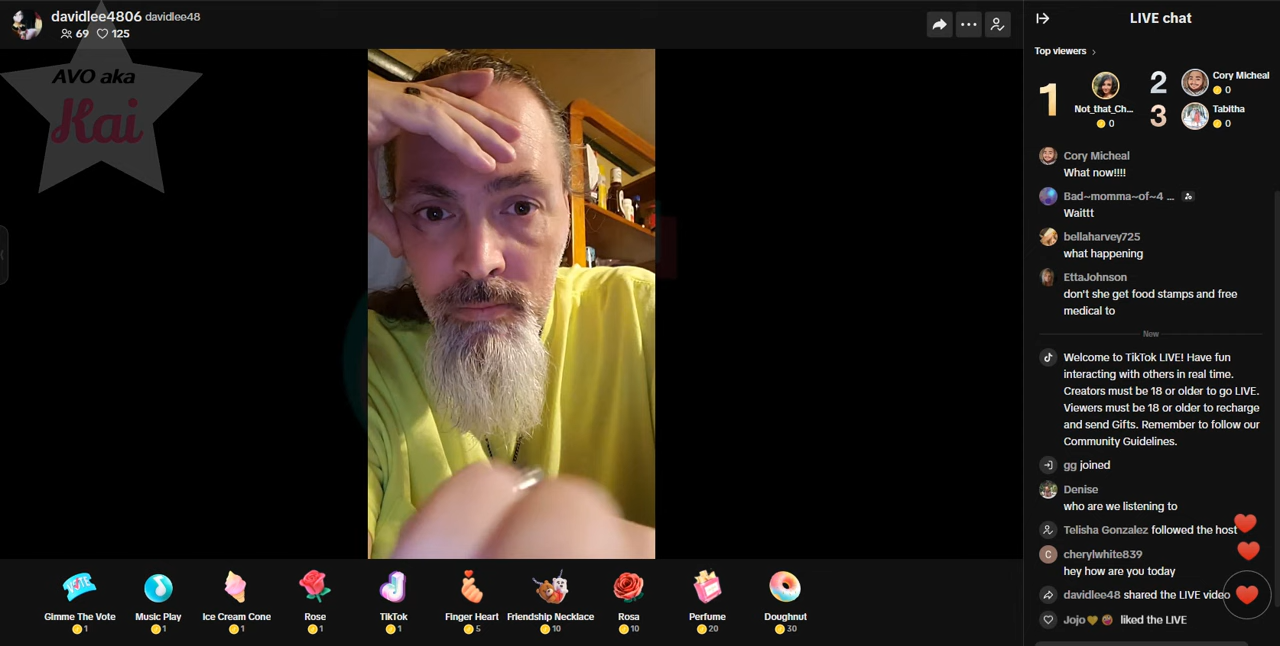 davidlee4806 davidlee48
69 125
AVO aka
Kai
LIVE chat
Top viewers
1
Not_that_Ch...
0
2
Cory Micheal
0
3
Tabitha
0
Cory Micheal
What now!!!!
Bad~momma~of~4 ...
Waittt
bellaharvey725
what happening
EttaJohnson
don't she get food stamps and free
medical to
New
Welcome to TikTok LIVE! Have fun
interacting with others in real time.
Creators must be 18 or older to go LIVE.
Viewers must be 18 or older to recharge
and send Gifts. Remember to follow our
Community Guidelines.
gg joined
Denise
who are we listening to
Telisha Gonzalez followed the host
C cherylwhite839
hey how are you today
davidlee48 shared the LIVE video
Jojo liked the LIVE
VOTE
Gimme The Vote
1
Music Play
1
Ice Cream Cone
1
Rose
1
TikTok
1
Finger Heart
5
Friendship Necklace
10
Rosa
10
Perfume
20
Doughnut
30